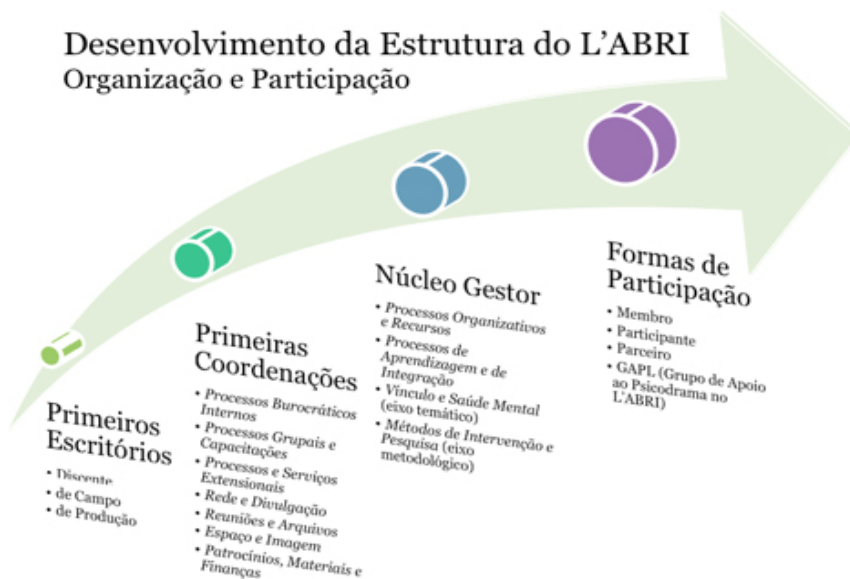 Desenvolvimento da Estrutura do L'ABRI
Organização e Participação
Primeiros
Escritórios
• Discente
• de Campo
• de Produção
Primeiras
Coordenações
• Processos Burocráticos
Internos
• Processos Grupais e
Capacitações
• Processos e Serviços
Extensionais
• Rede e Divulgação
• Reuniões e Arquivos
• Espaço e Imagem
• Patrocínios, Materiais e
Finanças
Núcleo Gestor
• Processos Organizativos
e Recursos
• Processos de
Aprendizagem e de
Integração
• Vínculo e Saúde Mental
(eixo temático)
• Métodos de Intervenção e
Pesquisa (eixo
metodológico)
Formas de
Participação
• Membro
• Participante
• Parceiro
• GAPL (Grupo de Apoio
ao Psicodrama no
L'ABRI)